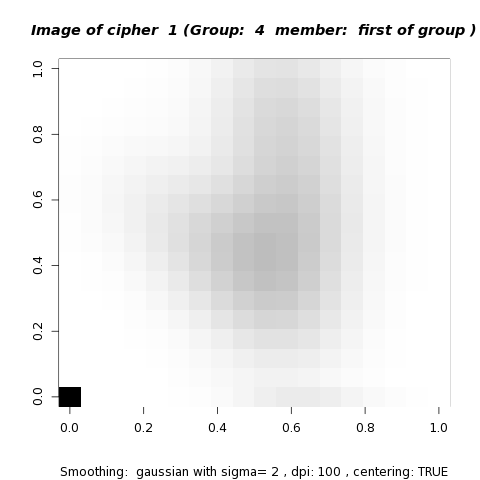 Image of cipher  1 (Group:  4  member:  first of group )
1.0
0.8
0.6
0.4
0.2
0.0
0.0 0.2 0.4 0.6 0.8 1.0
Smoothing:  gaussian with sigma= 2 , dpi: 100 , centering: TRUE